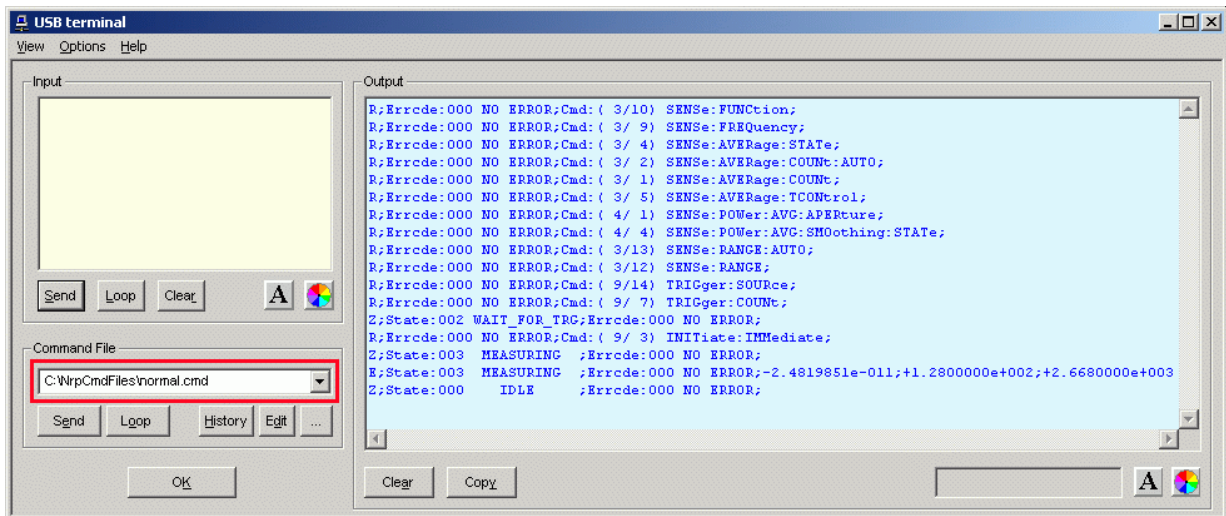 USB terminal
View Options Help
Input
Send Loop Clear A
Command File
C:\NrpCmdFiles\normal.cmd
Send Loop History Edit ...
OK
Output
R;Errcde:000 NO ERROR;Cmd:( 3/10) SENSe:FUNCtion;
R;Errcde:000 NO ERROR;Cmd:( 3/ 9) SENSe:FREQuency;
R;Errcde:000 NO ERROR;Cmd:( 3/ 4) SENSe:AVERage:STATe;
R;Errcde:000 NO ERROR;Cmd:( 3/ 2) SENSe:AVERage:COUNt:AUTO;
R;Errcde:000 NO ERROR;Cmd:( 3/ 1) SENSe:AVERage:COUNt;
R;Errcde:000 NO ERROR;Cmd:( 3/ 5) SENSe:AVERage:TCONtrol;
R;Errcde:000 NO ERROR;Cmd:( 4/ 1) SENSe:POWer:AVG:APERture;
R;Errcde:000 NO ERROR;Cmd:( 4/ 4) SENSe:POWer:AVG:SMOothing:STATe;
R;Errcde:000 NO ERROR;Cmd:( 3/13) SENSe:RANGE:AUTO;
R;Errcde:000 NO ERROR;Cmd:( 3/12) SENSe:RANGE;
R;Errcde:000 NO ERROR;Cmd:( 9/14) TRIGger:SOURce;
R;Errcde:000 NO ERROR;Cmd:( 9/ 7) TRIGger:COUNt;
Z;State:002 WAIT_FOR_TRG;Errcde:000 NO ERROR;
R;Errcde:000 NO ERROR;Cmd:( 9/ 3) INITiate:IMMediate;
Z;State:003 MEASURING ;Errcde:000 NO ERROR;
E;State:003 MEASURING ;Errcde:000 NO ERROR;-2.4819851e-011;+1.2800000e+002;+2.6680000e+003
Z;State:000 IDLE ;Errcde:000 NO ERROR;
Clear Copy A